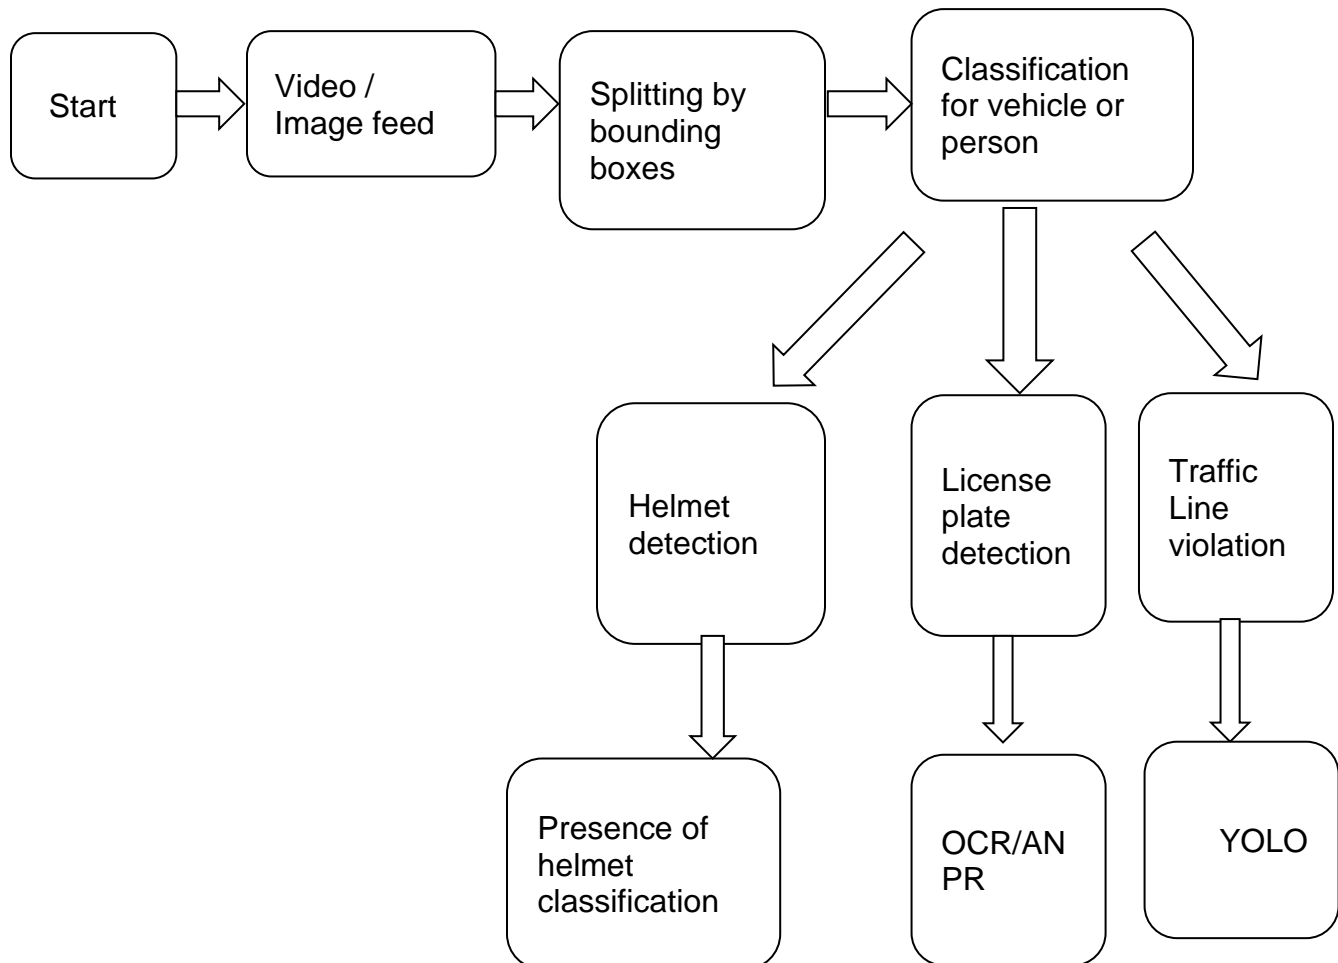 Start
Video /
Image feed
Splitting by
bounding
boxes
Classification
for vehicle or
person
Helmet
detection
License
plate
detection
Traffic
Line
violation
Presence of
helmet
classification
OCR/AN
PR
YOLO